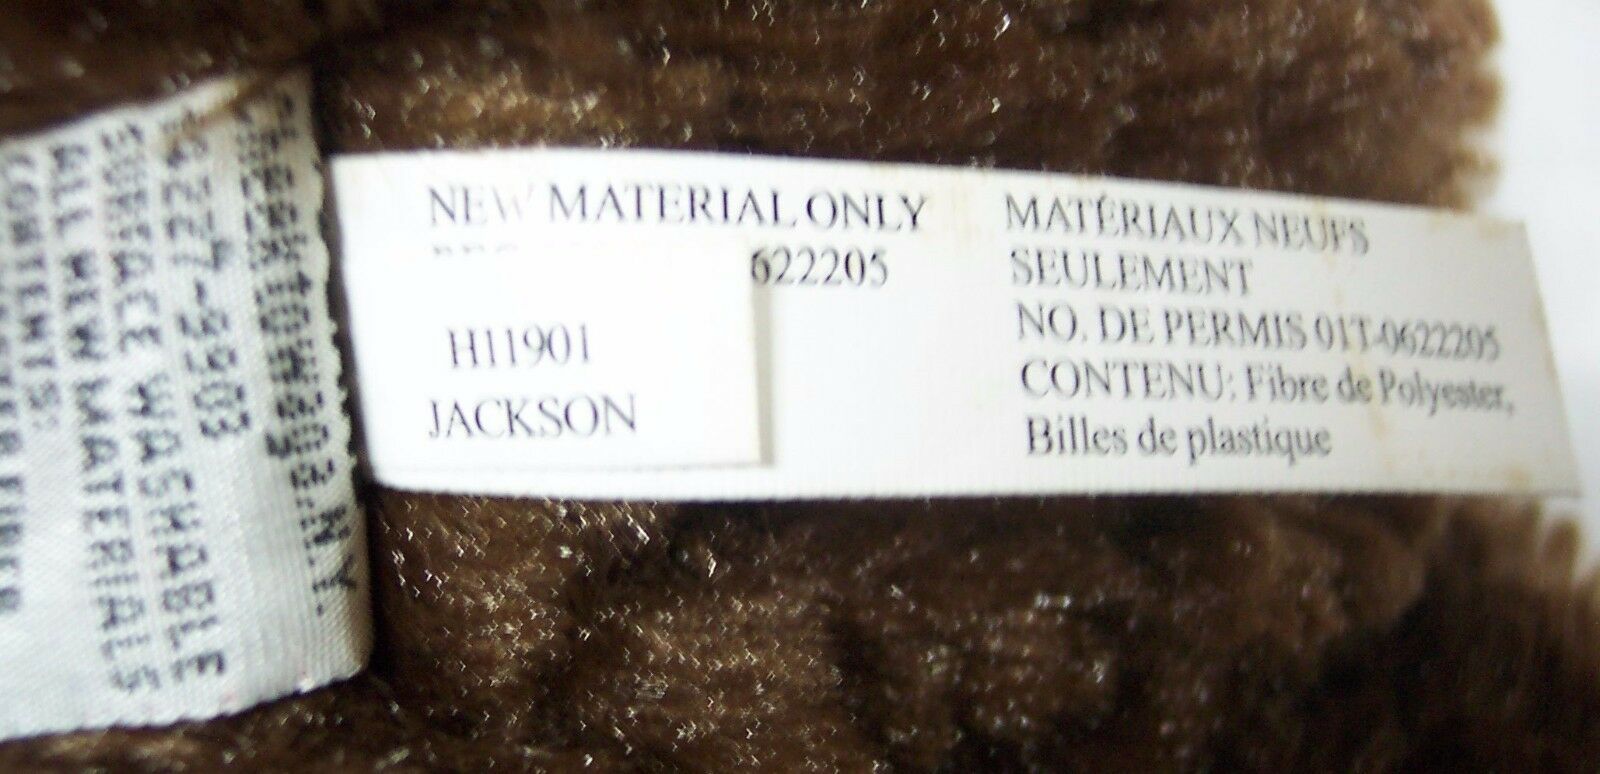 NEW MATERIAL ONLY
622205
H11901
JACKSON
MATÉRIAUX NEUFS
SEULEMENT
NO. DE PERMIS 01T-0622205
CONTENU: Fibre de Polyester,
Billes de plastique
N.Y.
SURFACE WASHABLE
ALL NEW MATERIALS
CONTENTS: